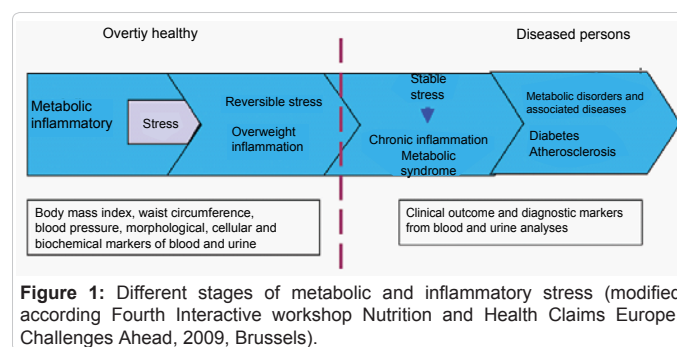 Overtiy healthy
Diseased persons
Metabolic
inflammatory
Stress
Reversible stress
Overweight
inflammation
Stable
stress
Chronic inflammation
Metabolic
syndrome
Metabolic disorders and
associated diseases
Diabetes
Atherosclerosis
Body mass index, waist circumference,
blood pressure, morphological, cellular and
biochemical markers of blood and urine
Clinical outcome and diagnostic markers
from blood and urine analyses
Figure 1: Different stages of metabolic and inflammatory stress (modified
according Fourth Interactive workshop Nutrition and Health Claims Europe
Challenges Ahead, 2009, Brussels).